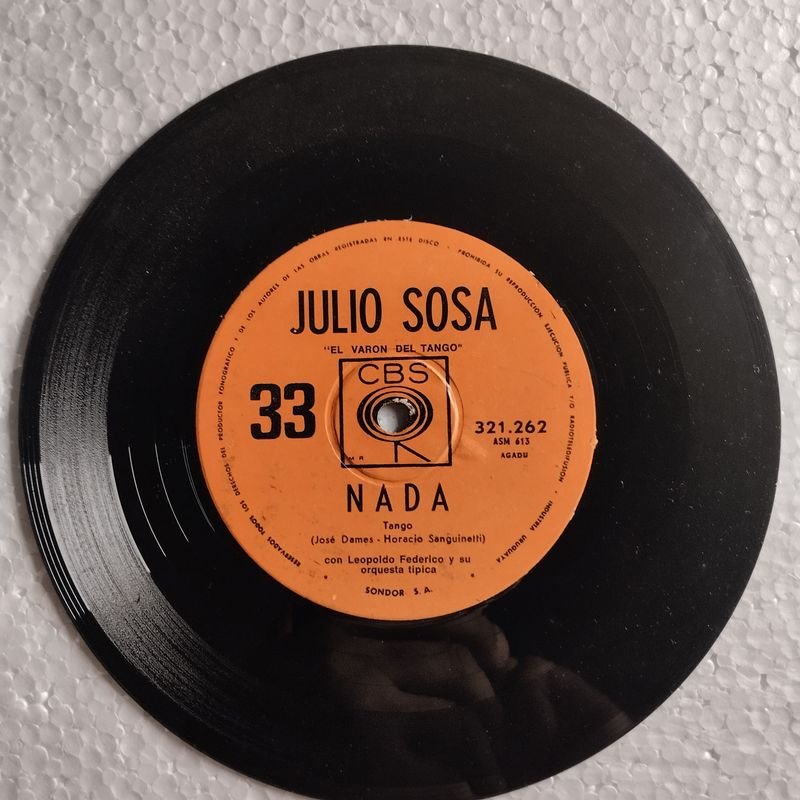 RESERVADOS TODOS LOS DERECHOS DEL PRODUCTOR FONOGRAFICO Y DE LOS AUTORES DE LAS OBRAS REGISTRADAS EN ESTE DISCO - PROHIBIDA SU REPRODUCCION, EJECUCION PUBLICA Y/O RADIOTELEDIFUSION - INDUSTRIA URUGUAYA
JULIO SOSA
"EL VARON DEL TANGO"
CBS
33
321.262
ASM 613
AGADU
M R
NADA
Tango
(José Dames - Horacio Sanguinetti)
con Leopoldo Federico y su
orquesta típica
SONDOR S.A.